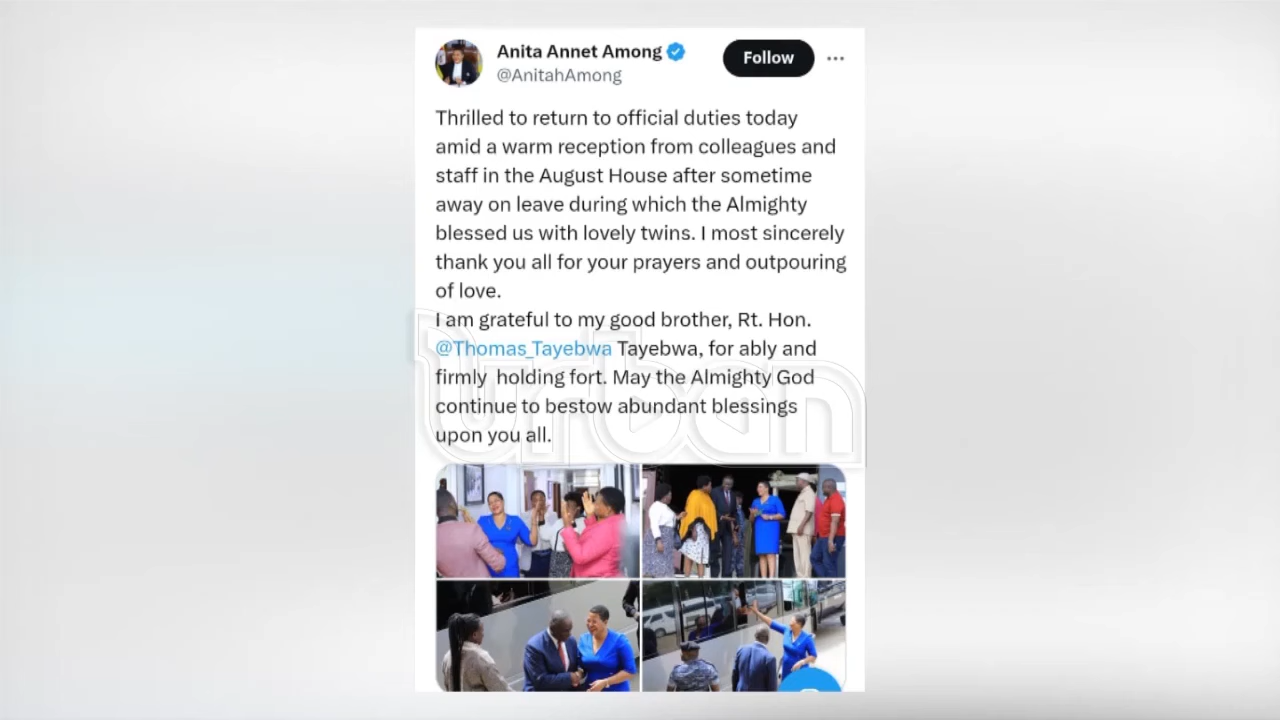 Anita Annet Among
@AnitahAmong
Follow
Thrilled to return to official duties today
amid a warm reception from colleagues and
staff in the August House after sometime
away on leave during which the Almighty
blessed us with lovely twins. I most sincerely
thank you all for your prayers and outpouring
of love.
I am grateful to my good brother, Rt. Hon.
@Thomas_Tayebwa Tayebwa, for ably and
firmly holding fort. May the Almighty God
continue to bestow abundant blessings
upon you all.
urban